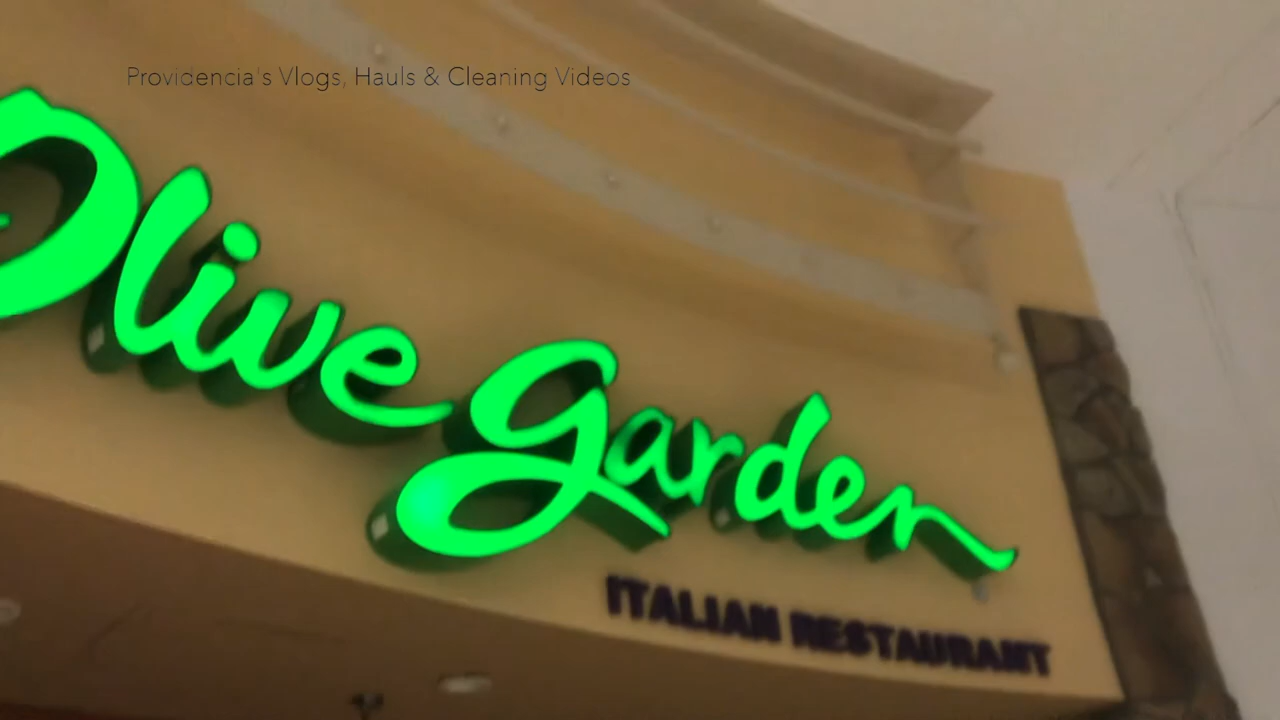 Providencia's Vlogs, Hauls & Cleaning Videos
Olive Garden
ITALIAN RESTAURANT